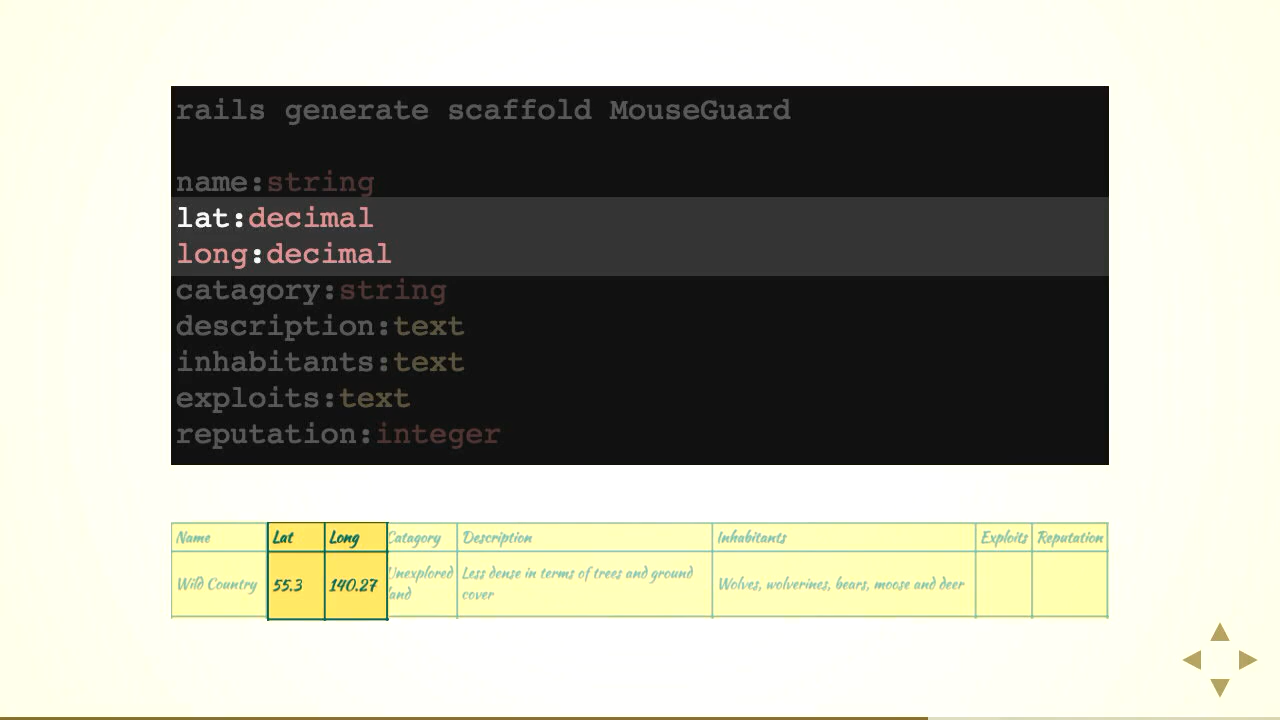 rails generate scaffold MouseGuard
name:string
lat:decimal
long:decimal
catagory:string
description:text
inhabitants:text
exploits:text
reputation:integer
Name Lat Long Catagory Description Inhabitants Exploits Reputation
Wild Country 55.3 140.27 Unexplored land Less dense in terms of trees and ground cover Wolves, wolverines, bears, moose and deer